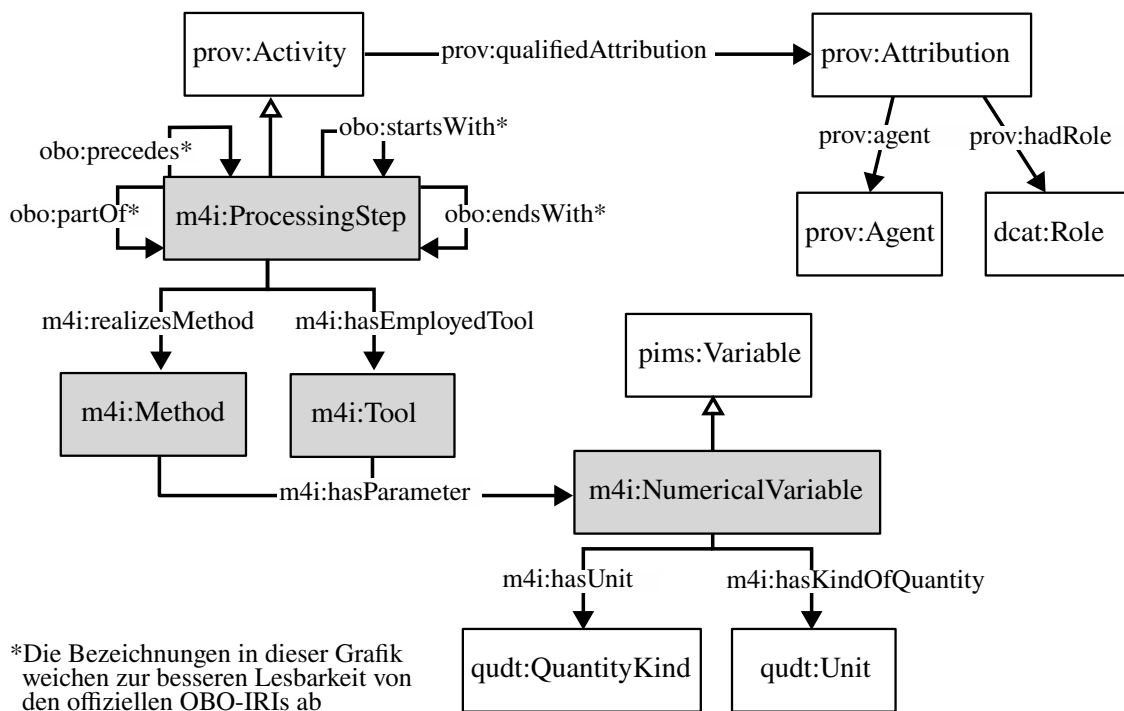 prov:Activity
prov:qualifiedAttribution
prov:Attribution
obo:startsWith*
obo:precedes*
prov:agent
prov:hadRole
obo:partOf*
m4i:ProcessingStep
obo:endsWith*
prov:Agent
dcat:Role
m4i:realizesMethod
m4i:hasEmployedTool
pims:Variable
m4i:Method
m4i:Tool
m4i:hasParameter
m4i:NumericalVariable
m4i:hasUnit
m4i:hasKindOfQuantity
qudt:QuantityKind
qudt:Unit
*Die Bezeichnungen in dieser Grafik
weichen zur besseren Lesbarkeit von
den offiziellen OBO-IRIs ab